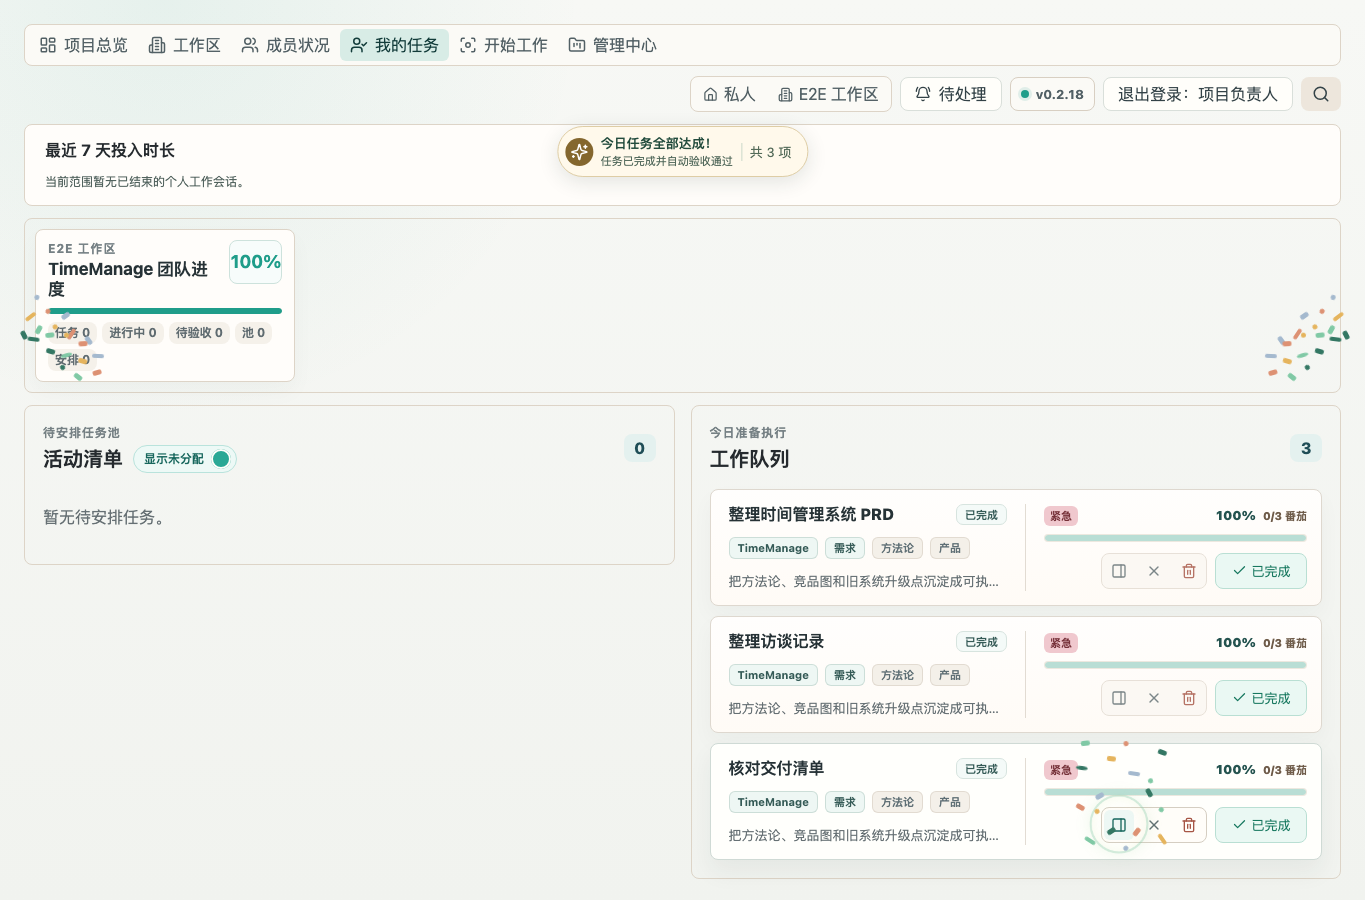 项目总览 工作区 成员状况 我的任务 开始工作 管理中心
私人 E2E 工作区 待处理 v0.2.18 退出登录：项目负责人
最近 7 天投入时长
当前范围暂无已结束的个人工作会话。
今日任务全部达成！
任务已完成并自动验收通过
共 3 项
E2E 工作区
TimeManage 团队进
度
100%
任务 0 进行中 0 待验收 0 池 0
安排 0
待安排任务池
活动清单 显示未分配
0
暂无待安排任务。
今日准备执行
工作队列
3
整理时间管理系统 PRD 已完成
TimeManage 需求 方法论 产品
把方法论、竞品图和旧系统升级点沉淀成可执...
紧急 100% 0/3 番茄
已完成
整理访谈记录 已完成
TimeManage 需求 方法论 产品
把方法论、竞品图和旧系统升级点沉淀成可执...
紧急 100% 0/3 番茄
已完成
核对交付清单 已完成
TimeManage 需求 方法论 产品
把方法论、竞品图和旧系统升级点沉淀成可执...
紧急 100% 0/3 番茄
已完成